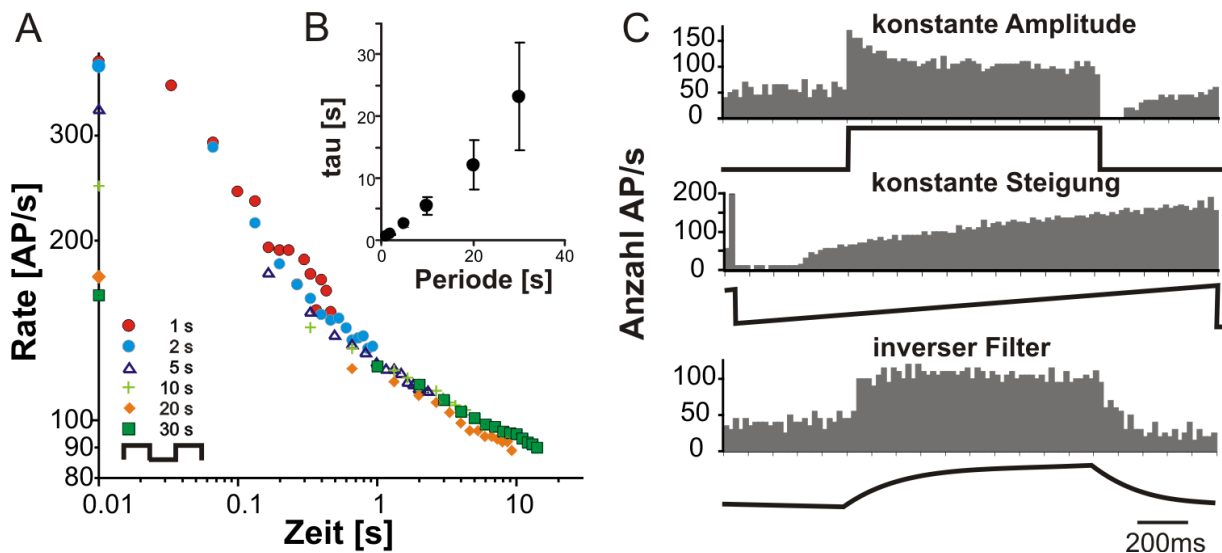 A
Rate [AP/s]
300
200
100
90
80
0.01
0.1
1
10
Zeit [s]
1 s
2 s
5 s
10 s
20 s
30 s
B
tau [s]
35
30
20
10
0
0
20
40
Periode [s]
C
Anzahl AP/s
konstante Amplitude
150
100
50
0
konstante Steigung
200
100
0
inverser Filter
100
50
0
200ms